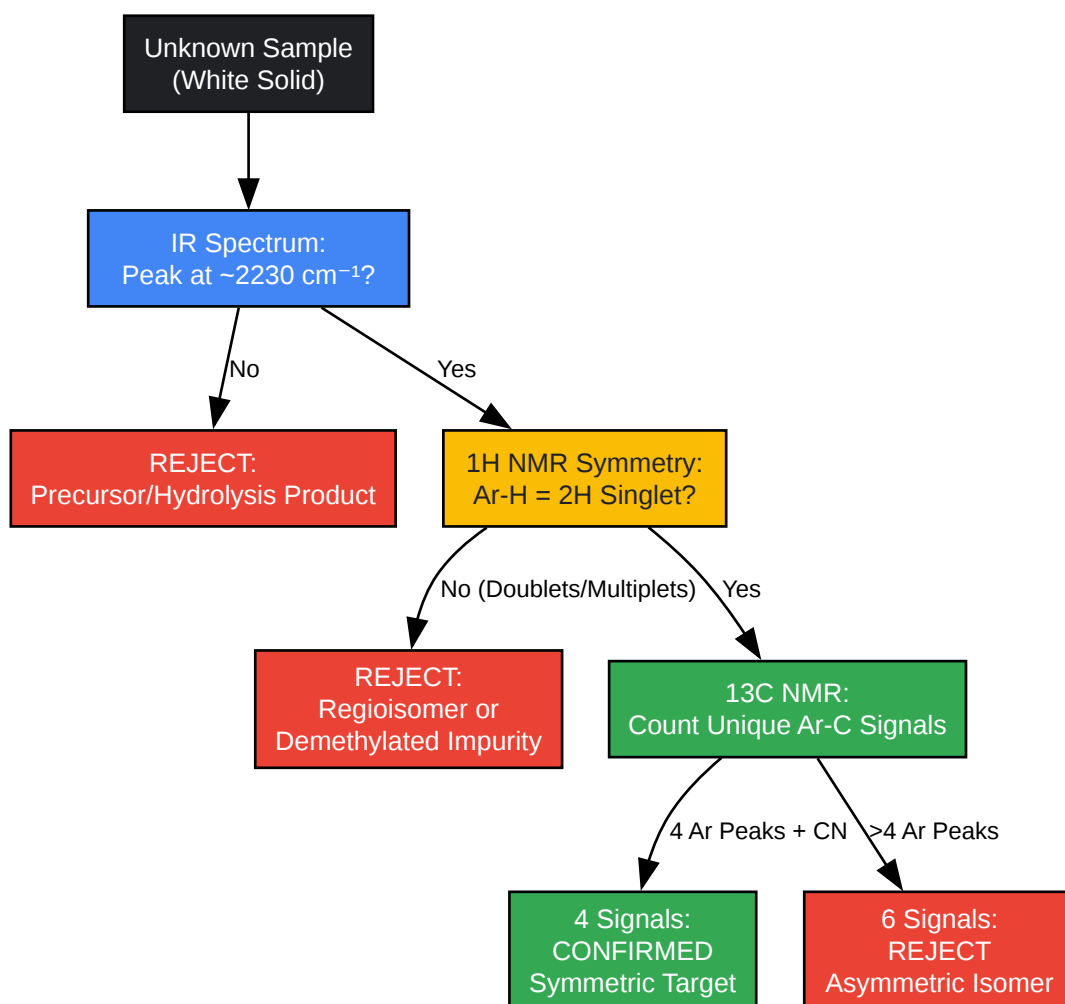 Unknown Sample
(White Solid)
IR Spectrum:
Peak at ~2230 cm⁻¹?
No
Yes
REJECT:
Precursor/Hydrolysis Product
1H NMR Symmetry:
Ar-H = 2H Singlet?
No (Doublets/Multiplets)
Yes
REJECT:
Regioisomer or
Demethylated Impurity
13C NMR:
Count Unique Ar-C Signals
4 Ar Peaks + CN
>4 Ar Peaks
4 Signals:
CONFIRMED
Symmetric Target
6 Signals:
REJECT
Asymmetric Isomer